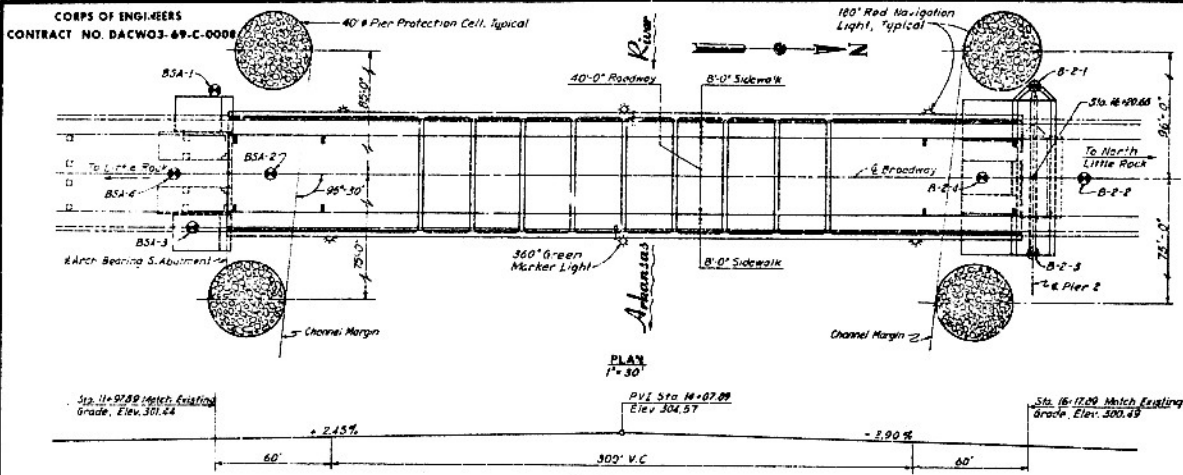 CORPS OF ENGINEERS
CONTRACT NO. DACW03-69-C-0008
40' ø Pier Protection Cell, Typical
River
N
180° Red Navigation
Light, Typical
BSA-1
85'-0"
40'-0" Roadway
8'-0" Sidewalk
B-2-1
Sta. 16+20.66
To Little Rock
BSA-2
BSA-4
95°-30'
℄ Broadway
B-2-4
B-2-2
To North
Little Rock
BSA-3
75'-0"
360° Green
Marker Light
8'-0" Sidewalk
B-2-3
75'-0"
℄ Arch Bearing S. Abutment
℄ Pier 2
Arkansas
Channel Margin
Channel Margin
PLAN
1"=30'
Sta. 11+97.89 Match Existing
Grade, Elev. 301.44
PVI Sta 14+07.89
Elev 304.57
Sta. 16+17.89 Match Existing
Grade, Elev. 300.49
+ 2.45%
- 2.90%
60'
300' V.C
60'